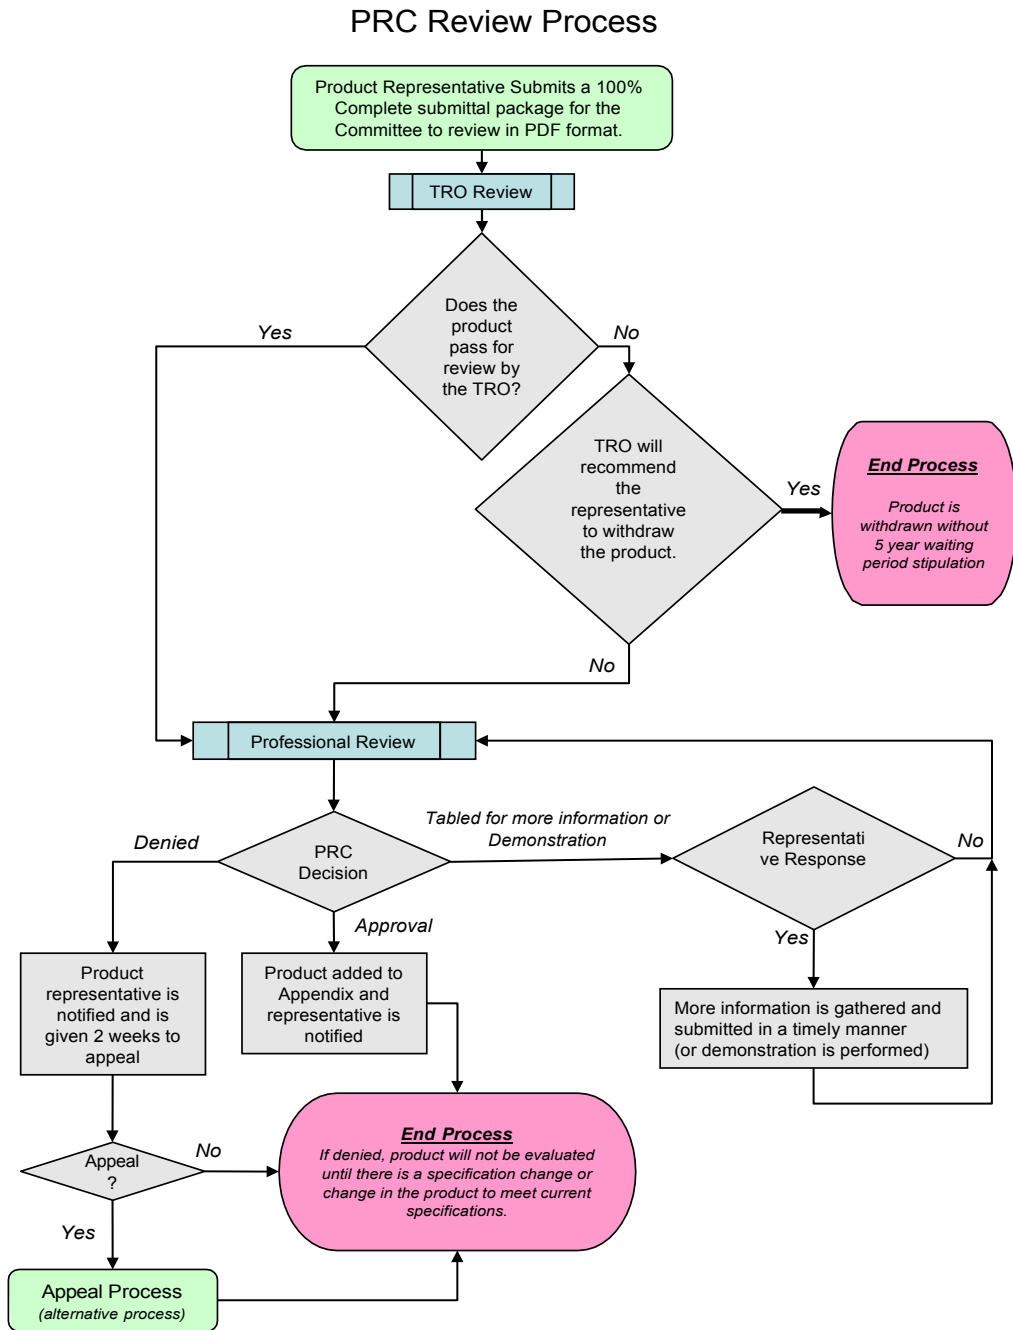 PRC Review Process
Product Representative Submits a 100%
Complete submittal package for the
Committee to review in PDF format.
TRO Review
Does the
product
pass for
review by
the TRO?
Yes
No
TRO will
recommend
the
representative
to withdraw
the product.
Yes
End Process
Product is
withdrawn without
5 year waiting
period stipulation
No
Professional Review
PRC
Decision
Denied
Tabled for more information or
Demonstration
Representati
ve Response
No
Approval
Yes
Product
representative is
notified and is
given 2 weeks to
appeal
Product added to
Appendix and
representative is
notified
More information is gathered and
submitted in a timely manner
(or demonstration is performed)
Appeal
?
No
End Process
If denied, product will not be evaluated
until there is a specification change or
change in the product to meet current
specifications.
Yes
Appeal Process
(alternative process)